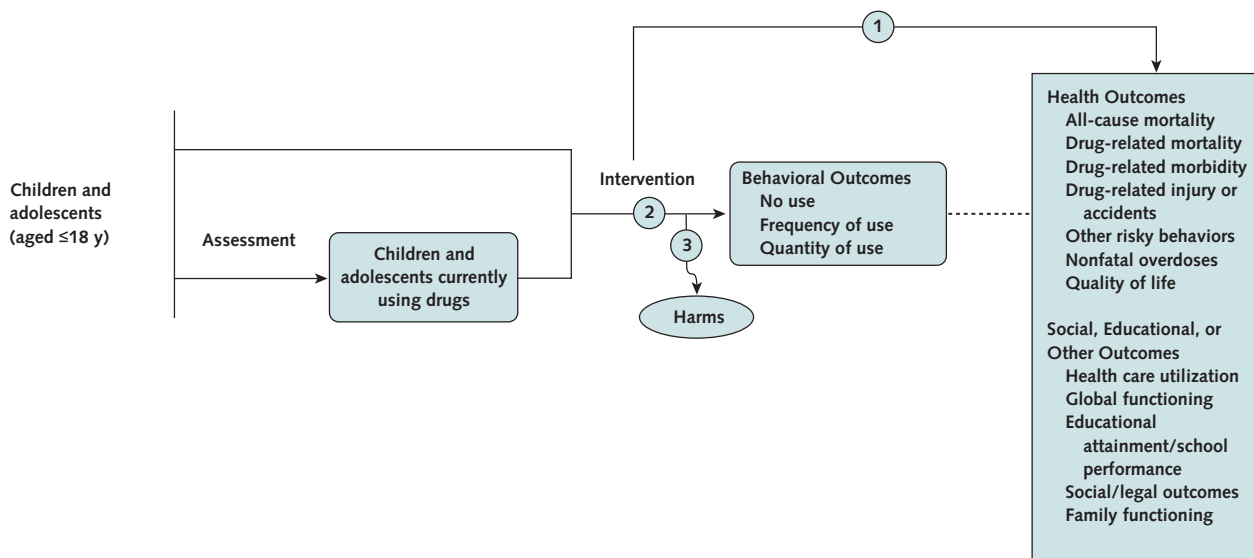 Children and
adolescents
(aged ≤18 y)
Assessment
Children and
adolescents currently
using drugs
Intervention
1
2
3
Harms
Behavioral Outcomes
No use
Frequency of use
Quantity of use
Health Outcomes
All-cause mortality
Drug-related mortality
Drug-related morbidity
Drug-related injury or
accidents
Other risky behaviors
Nonfatal overdoses
Quality of life
Social, Educational, or
Other Outcomes
Health care utilization
Global functioning
Educational
attainment/school
performance
Social/legal outcomes
Family functioning